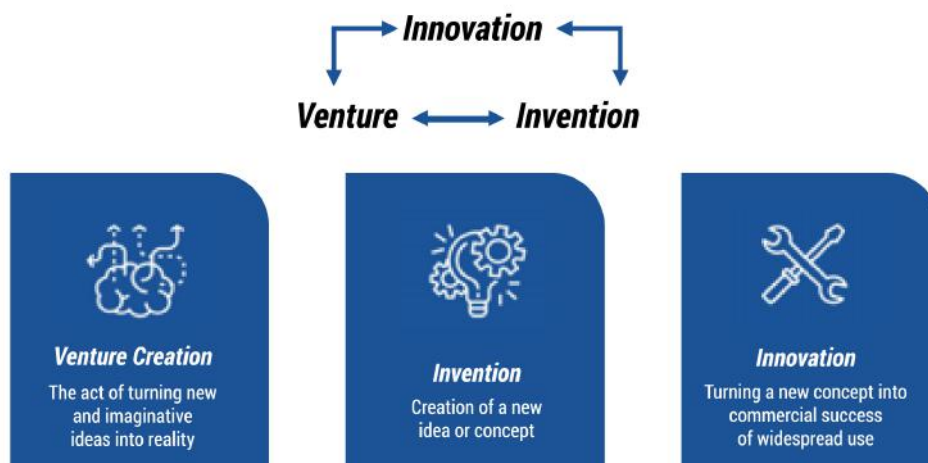 Innovation
Venture
Invention
Venture Creation
The act of turning new
and imaginative
ideas into reality
Invention
Creation of a new
idea or concept
Innovation
Turning a new concept into
commercial success
of widespread use